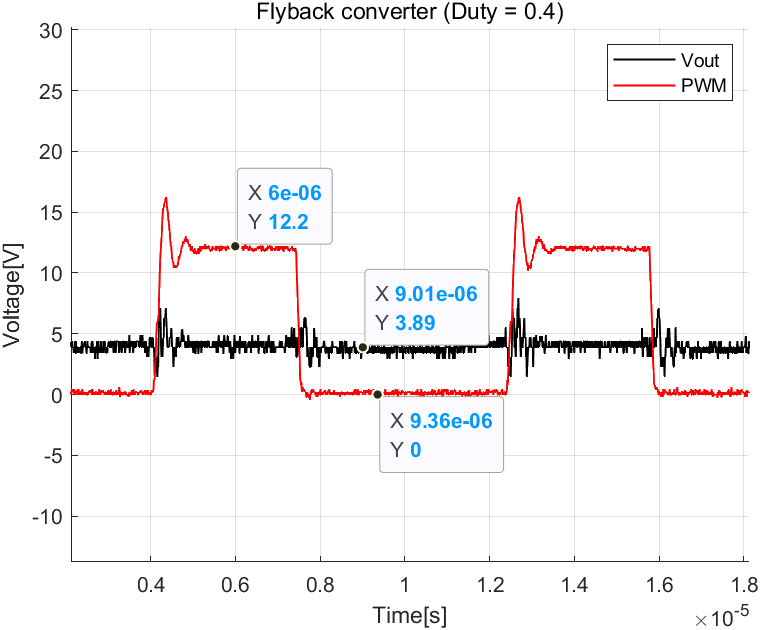 Flyback converter (Duty = 0.4)
Vout
PWM
X 6e-06
Y 12.2
X 9.01e-06
Y 3.89
X 9.36e-06
Y 0
Voltage[V]
30
25
20
15
10
5
0
-5
-10
0.4 0.6 0.8 1 1.2 1.4 1.6 1.8
Time[s]
×10-5